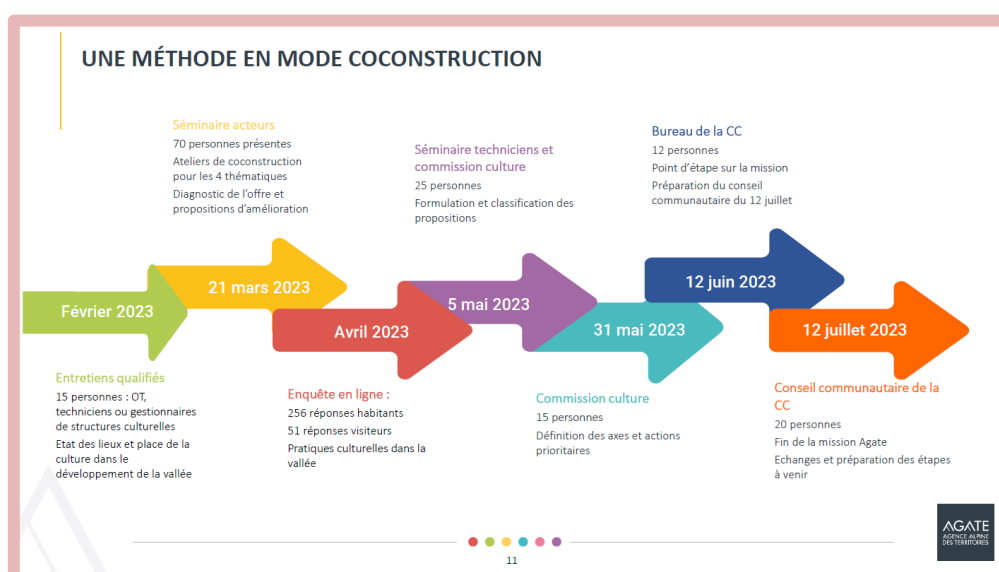 UNE MÉTHODE EN MODE COCONSTRUCTION
Séminaire acteurs
70 personnes présentes
Ateliers de coconstruction
pour les 4 thématiques
Diagnostic de l'offre et
propositions d'amélioration
Séminaire techniciens et
commission culture
25 personnes
Formulation et classification des
propositions
Bureau de la CC
12 personnes
Point d'étape sur la mission
Préparation du conseil
communautaire du 12 juillet
Février 2023
21 mars 2023
Avril 2023
5 mai 2023
31 mai 2023
12 juin 2023
12 juillet 2023
Entretiens qualifiés
15 personnes : OT,
techniciens ou gestionnaires
de structures culturelles
Etat des lieux et place de la
culture dans le
développement de la vallée
Enquête en ligne :
256 réponses habitants
51 réponses visiteurs
Pratiques culturelles dans la
vallée
Commission culture
15 personnes
Définition des axes et actions
prioritaires
Conseil communautaire de la
CC
20 personnes
Fin de la mission Agate
Echanges et préparation des étapes
à venir
AGATE
AGENCE ALPINE
DES TERRITOIRES
11